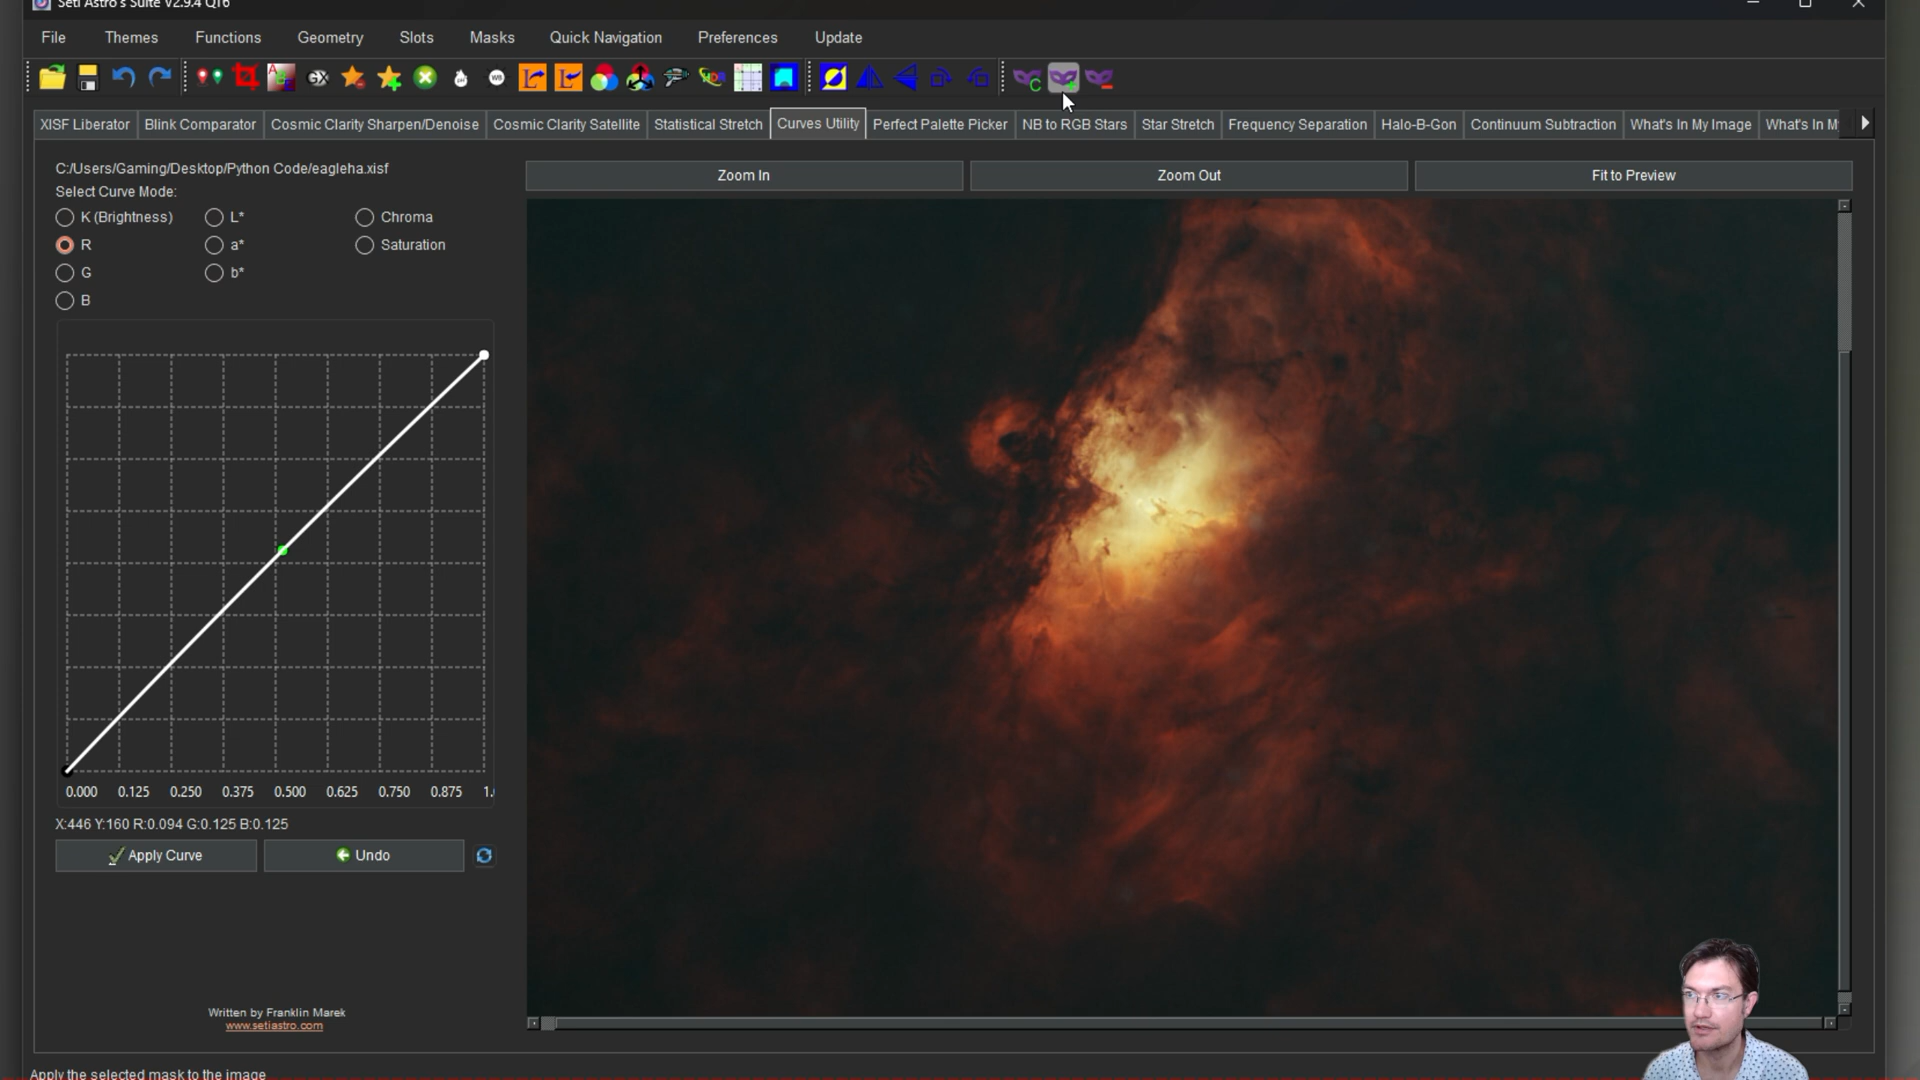 Seti Astro's Suite V2.9.4 QT6
File Themes Functions Geometry Slots Masks Quick Navigation Preferences Update
XISF Liberator Blink Comparator Cosmic Clarity Sharpen/Denoise Cosmic Clarity Satellite Statistical Stretch Curves Utility Perfect Palette Picker NB to RGB Stars Star Stretch Frequency Separation Halo-B-Gon Continuum Subtraction What's In My Image What's In M
C:/Users/Gaming/Desktop/Python Code/eagleha.xisf
Zoom In Zoom Out Fit to Preview
Select Curve Mode:
K (Brightness) L* Chroma
R a* Saturation
G b*
B
0.000 0.125 0.250 0.375 0.500 0.625 0.750 0.875 1.
X:446 Y:160 R:0.094 G:0.125 B:0.125
Apply Curve Undo
Written by Franklin Marek
www.setiastro.com
Apply the selected mask to the image